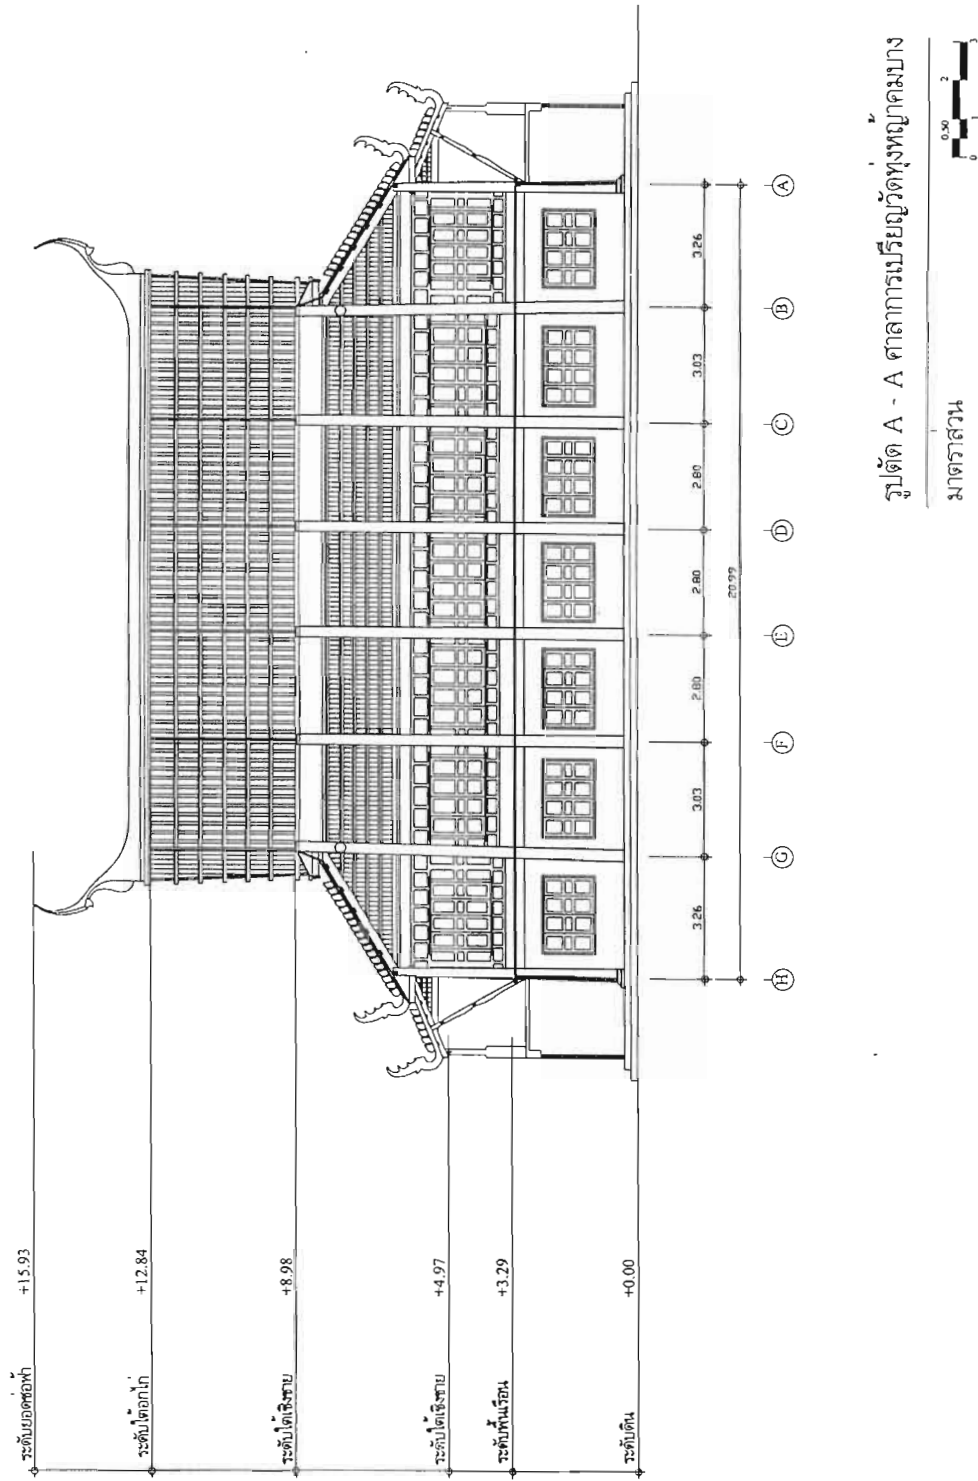 ระดับยอดช่อฟ้า +15.93
ระดับใต้อกไก่ +12.84
ระดับใต้เชิงชาย +8.98
ระดับใต้เชิงชาย +4.97
ระดับพื้นเรือน +3.29
ระดับดิน +0.00
3.26 3.03 2.80 2.80 2.80 3.03 3.26
20.99
H G F E D C B A
รูปตัด A - A ศาลาการเปรียญวัดทุ่งหญ้าคมบาง
มาตราส่วน
0 0.50 1 2 3